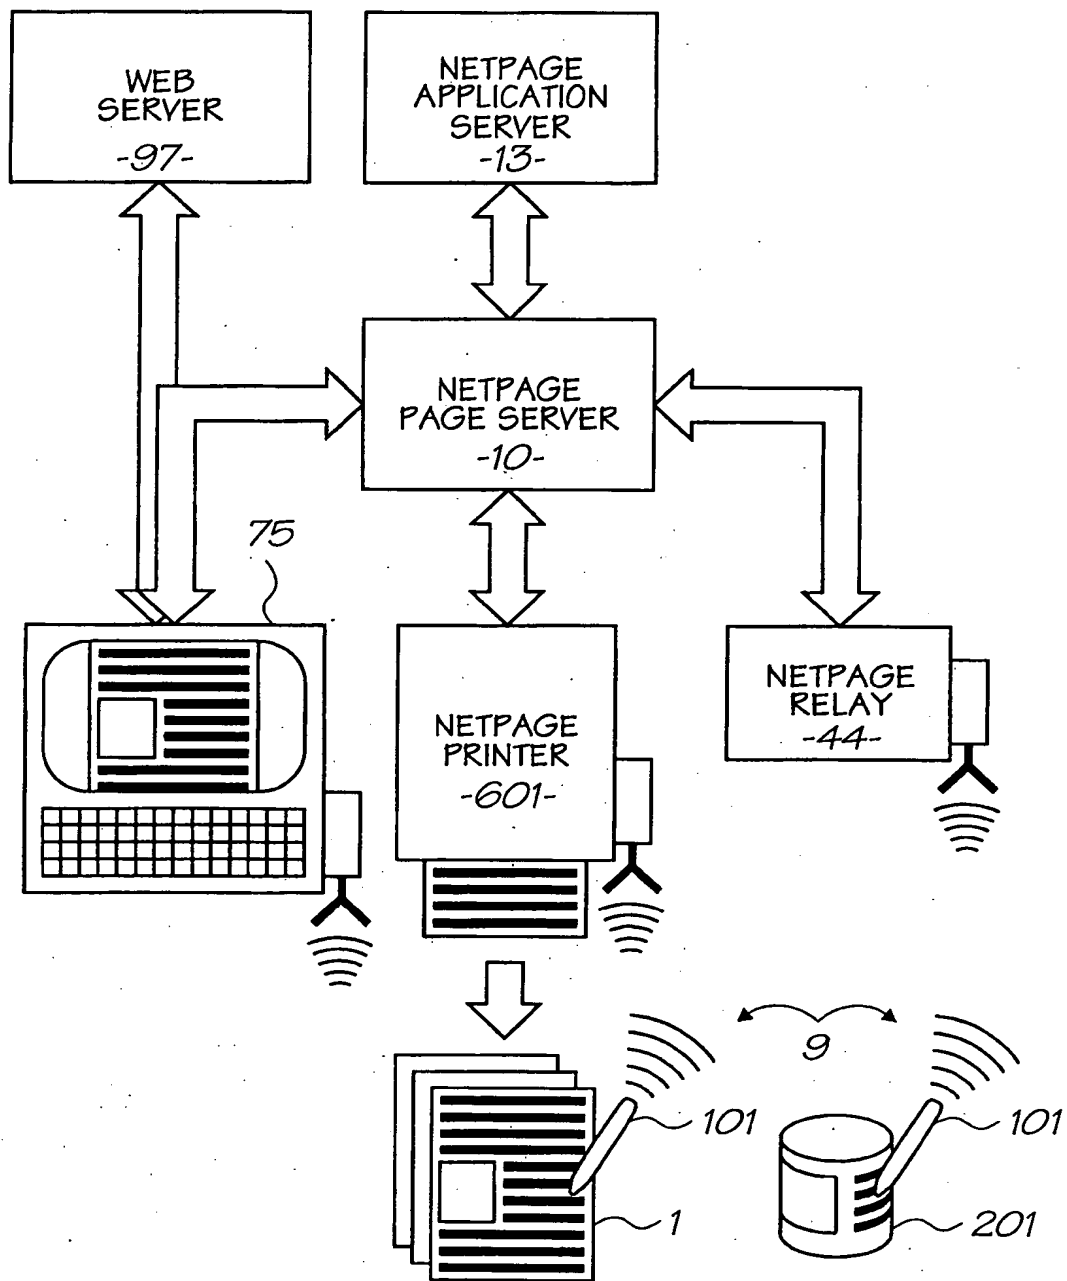 WEB
SERVER
-97-
NETPAGE
APPLICATION
SERVER
-13-
NETPAGE
PAGE SERVER
-10-
75
NETPAGE
PRINTER
-601-
NETPAGE
RELAY
-44-
9
101
101
1
201